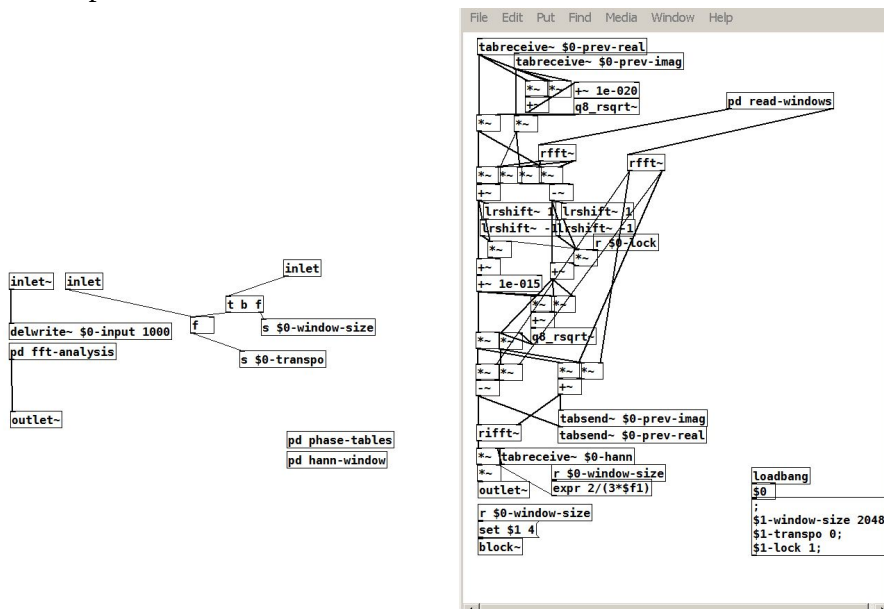 inlet
inlet~ inlet
t b f
f
s $0-window-size
delwrite~ $0-input 1000
pd fft-analysis
s $0-transpo
outlet~
pd phase-tables
pd hann-window
File Edit Put Find Media Window Help
tabreceive~ $0-prev-real
tabreceive~ $0-prev-imag
*~ *~ +~ 1e-020
+~ q8_rsqrt~
pd read-windows
*~ *~
rfft~
rfft~
*~ *~ *~ *~
+~ -~
lrshift~ 1 lrshift~ 1
lrshift~ -1 lrshift~ -1
r $0-lock
*~ *~
+~ +~
+~ 1e-015
*~ *~
+~
q8_rsqrt~
*~ *~
*~ *~ *~ *~
-~ +~
tabsend~ $0-prev-imag
rifft~ tabsend~ $0-prev-real
*~ tabreceive~ $0-hann
*~ r $0-window-size
outlet~ expr 2/(3*$f1)
r $0-window-size
set $1 4
block~
loadbang
$0
;
$1-window-size 2048
$1-transpo 0;
$1-lock 1;